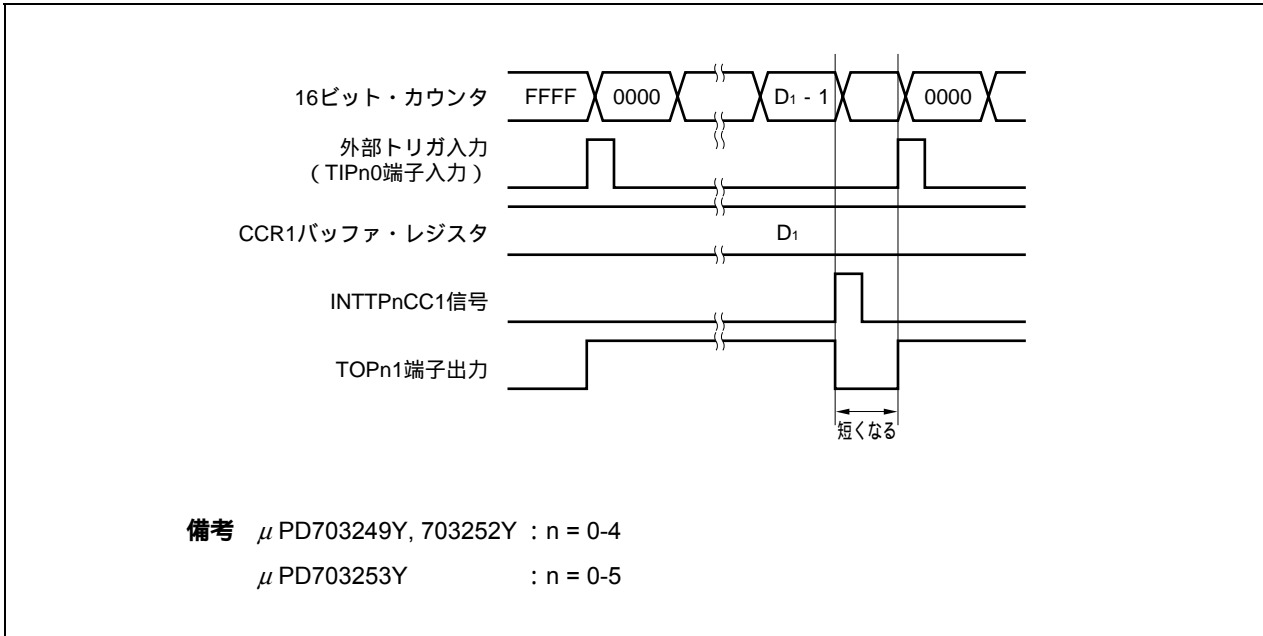 16ビット・カウンタ FFFF 0000 D1 - 1 0000
外部トリガ入力
（TIPn0端子入力）
CCR1バッファ・レジスタ D1
INTTPnCC1信号
TOPn1端子出力
短くなる
備考 μ PD703249Y, 703252Y : n = 0-4
μ PD703253Y : n = 0-5